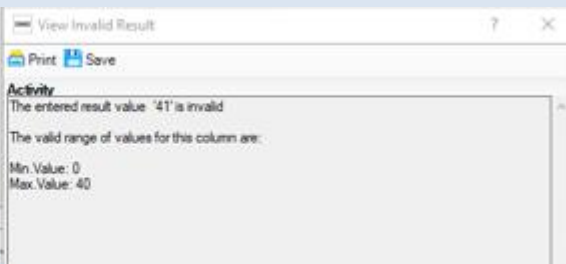 View Invalid Result ? ×
Print Save
Activity
The entered result value '41' is invalid
The valid range of values for this column are:
Min.Value: 0
Max.Value: 40